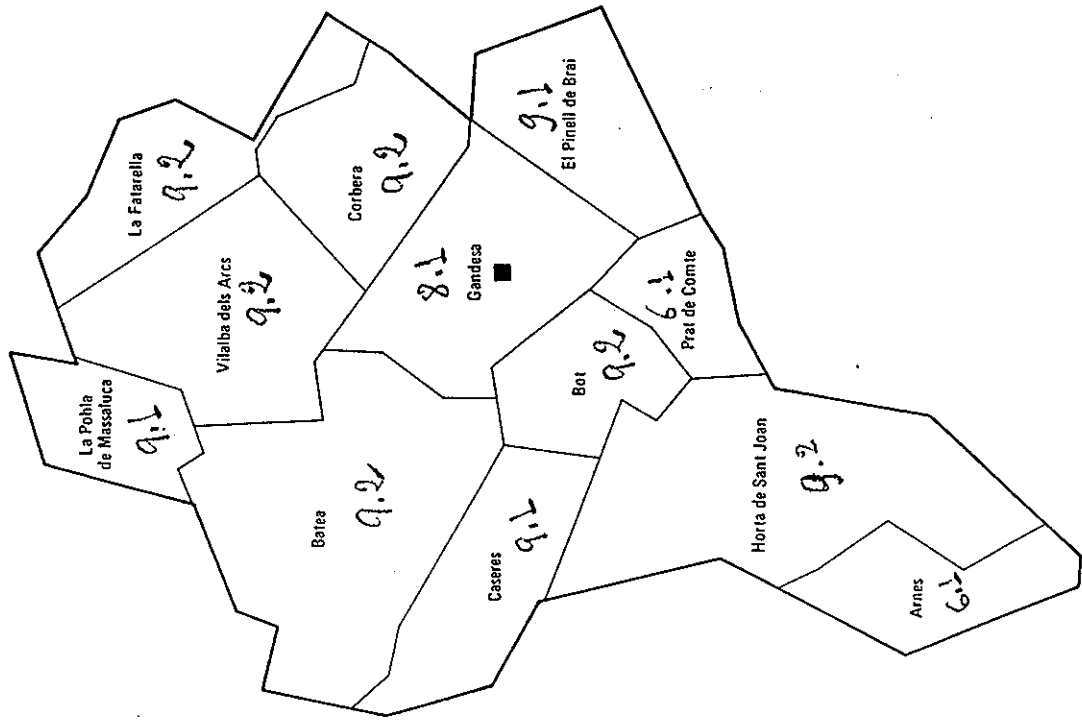 La Fatarella
9.2
La Pobla
de Massaluca
9.1
Vilalba dels Arcs
9.2
Corbera
9.2
Batea
9.2
Gandesa
8.1
El Pinell de Brai
9.1
Caseres
9.1
Bot
9.2
Prat de Comte
6.1
Horta de Sant Joan
9.2
Arnes
6.1